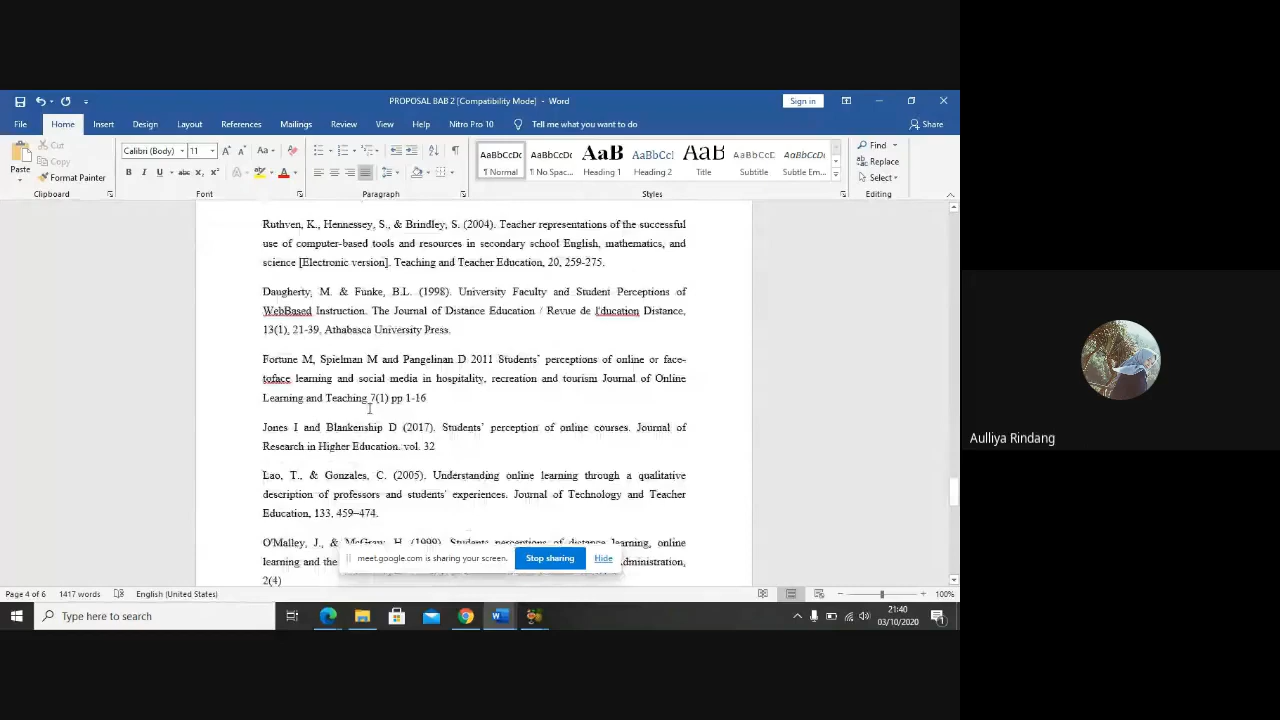 PROPOSAL BAB 2 [Compatibility Mode] - Word
Sign in
File Home Insert Design Layout References Mailings Review View Help Nitro Pro 10 Tell me what you want to do Share
Paste
Cut
Copy
Format Painter
Clipboard
Calibri (Body) 11
Font
Paragraph
AaBbCcDc AaBbCcDc AaBb AaBbCcI AaB AaBbCcD AaBbCcDc
¶ Normal ¶ No Spac... Heading 1 Heading 2 Title Subtitle Subtle Em...
Styles
Find
Replace
Select
Editing
Ruthven, K., Hennessey, S., & Brindley, S. (2004). Teacher representations of the successful
use of computer-based tools and resources in secondary school English, mathematics, and
science [Electronic version]. Teaching and Teacher Education, 20, 259-275.
Daugherty, M. & Funke, B.L. (1998). University Faculty and Student Perceptions of
WebBased Instruction. The Journal of Distance Education / Revue de l'ducation Distance,
13(1), 21-39, Athabasca University Press.
Fortune M, Spielman M and Pangelinan D 2011 Students' perceptions of online or face-
toface learning and social media in hospitality, recreation and tourism Journal of Online
Learning and Teaching 7(1) pp 1-16
Jones I and Blankenship D (2017). Students' perception of online courses. Journal of
Research in Higher Education. vol. 32
Lao, T., & Gonzales, C. (2005). Understanding online learning through a qualitative
description of professors and students' experiences. Journal of Technology and Teacher
Education, 133, 459–474.
O'Malley, J., & McGraw, H. (1999). Students perceptions of distance learning, online
learning and the dministration,
2(4)
meet.google.com is sharing your screen. Stop sharing Hide
Page 4 of 6 1417 words English (United States) 100%
Type here to search
21:40
03/10/2020
Aulliya Rindang